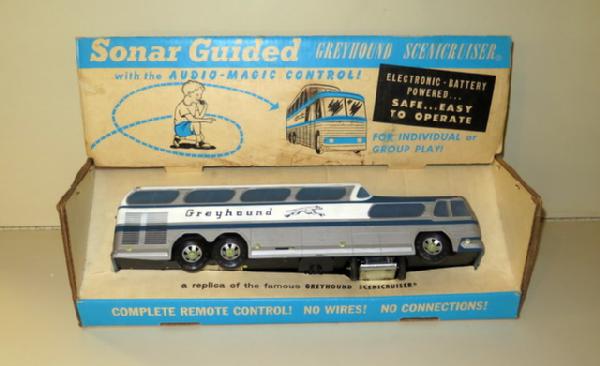 Sonar Guided GREYHOUND SCENICRUISER®
with the AUDIO-MAGIC CONTROL!
ELECTRONIC-BATTERY
POWERED...
SAFE...EASY
TO OPERATE
FOR INDIVIDUAL or
GROUP PLAY!
Greyhound
a replica of the famous GREYHOUND SCENICRUISER®
COMPLETE REMOTE CONTROL! NO WIRES! NO CONNECTIONS!